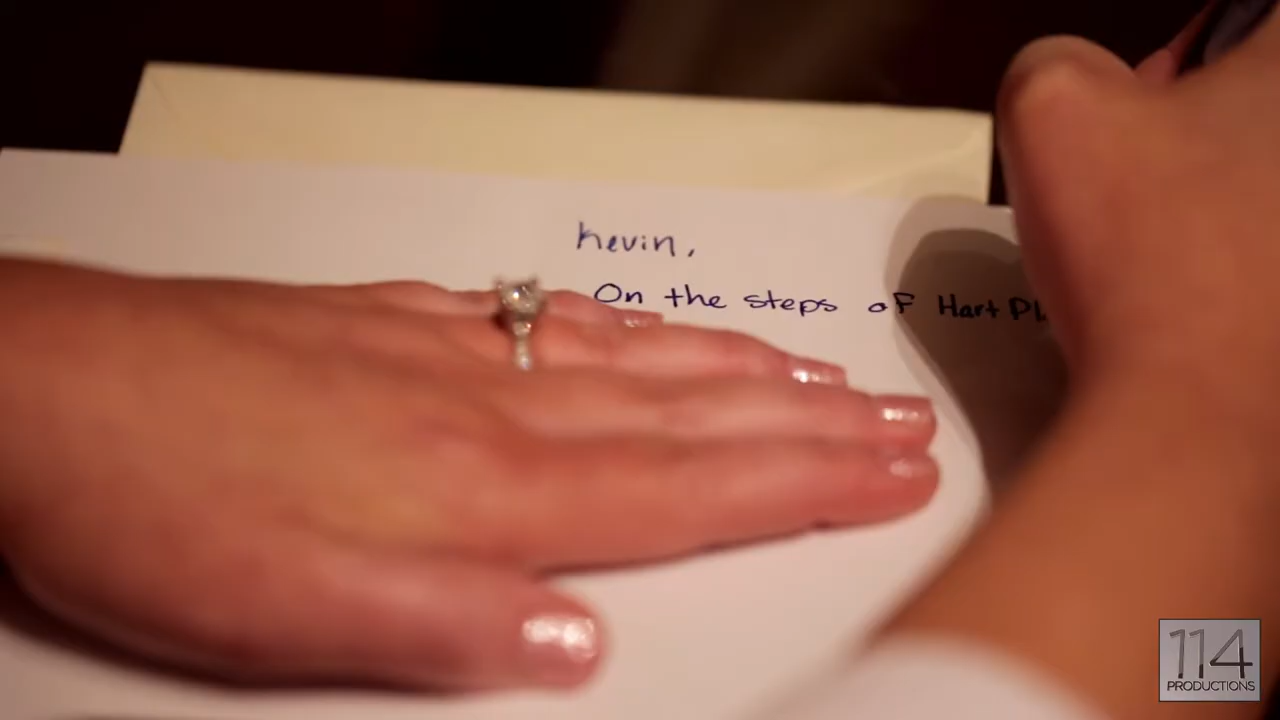 Kevin,
On the steps of Hart
114
PRODUCTIONS